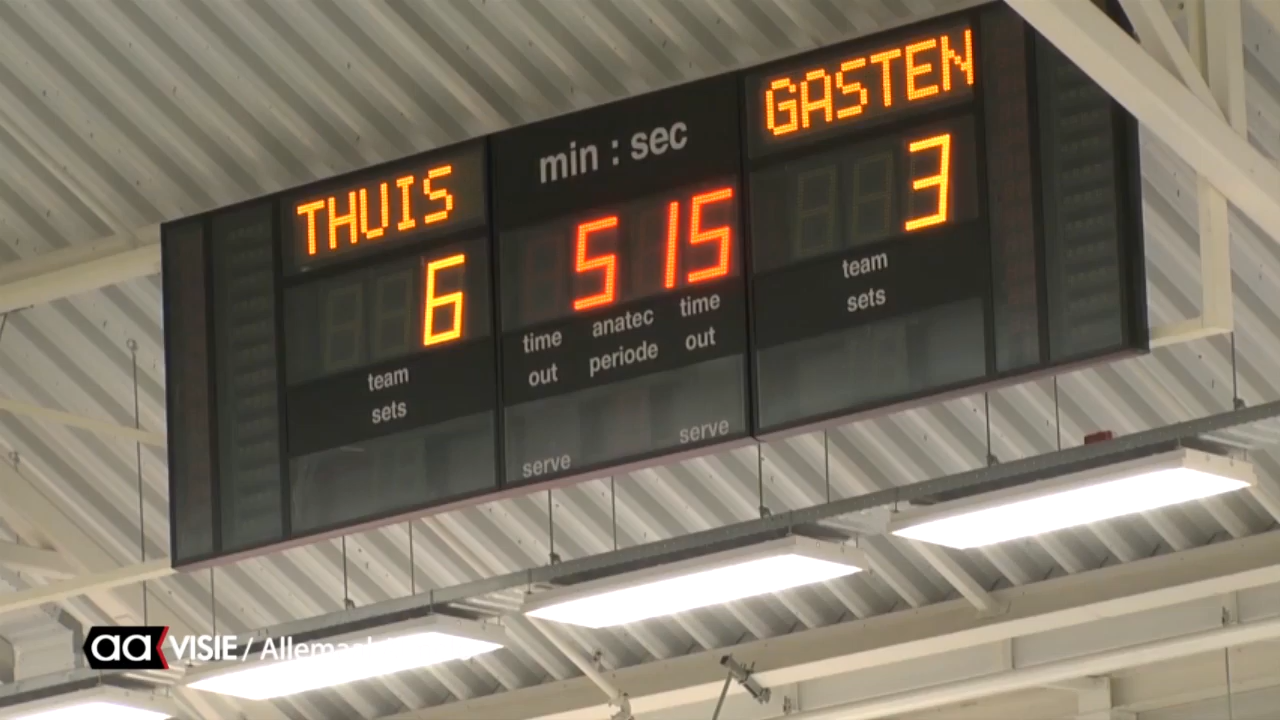 THUIS
min : sec
GASTEN
6
5 15
3
team
sets
time
out
anatec
periode
time
out
team
sets
serve
serve
aa VISIE /